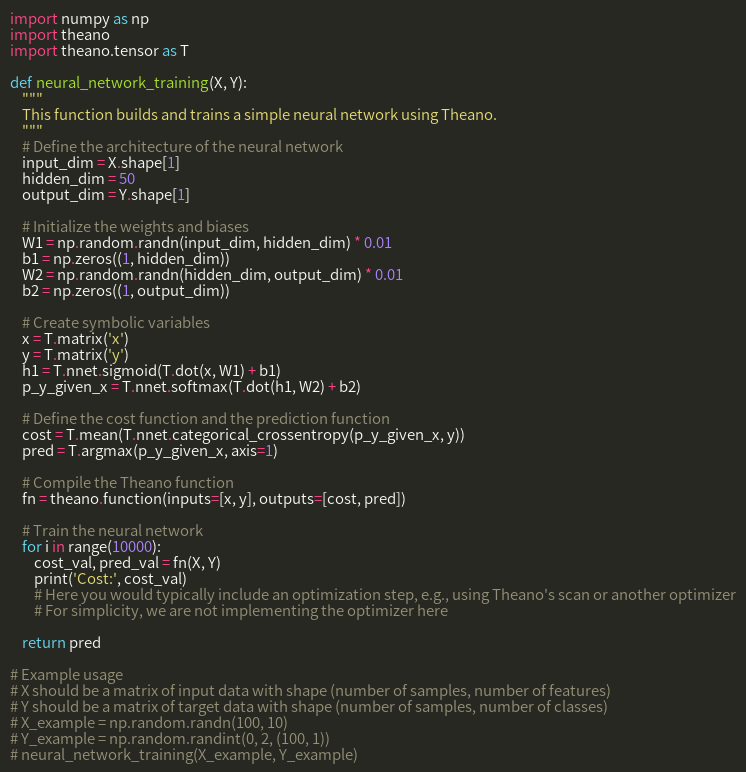 import numpy as np
import theano
import theano.tensor as T

def neural_network_training(X, Y):
    """
    This function builds and trains a simple neural network using Theano.
    """
    # Define the architecture of the neural network
    input_dim = X.shape[1]
    hidden_dim = 50
    output_dim = Y.shape[1]

    # Initialize the weights and biases
    W1 = np.random.randn(input_dim, hidden_dim) * 0.01
    b1 = np.zeros((1, hidden_dim))
    W2 = np.random.randn(hidden_dim, output_dim) * 0.01
    b2 = np.zeros((1, output_dim))

    # Create symbolic variables
    x = T.matrix('x')
    y = T.matrix('y')
    h1 = T.nnet.sigmoid(T.dot(x, W1) + b1)
    p_y_given_x = T.nnet.softmax(T.dot(h1, W2) + b2)

    # Define the cost function and the prediction function
    cost = T.mean(T.nnet.categorical_crossentropy(p_y_given_x, y))
    pred = T.argmax(p_y_given_x, axis=1)

    # Compile the Theano function
    fn = theano.function(inputs=[x, y], outputs=[cost, pred])

    # Train the neural network
    for i in range(10000):
        cost_val, pred_val = fn(X, Y)
        print('Cost:', cost_val)
        # Here you would typically include an optimization step, e.g., using Theano's scan or another optimizer
        # For simplicity, we are not implementing the optimizer here

    return pred

# Example usage
# X should be a matrix of input data with shape (number of samples, number of features)
# Y should be a matrix of target data with shape (number of samples, number of classes)
# X_example = np.random.randn(100, 10)
# Y_example = np.random.randint(0, 2, (100, 1))
# neural_network_training(X_example, Y_example)